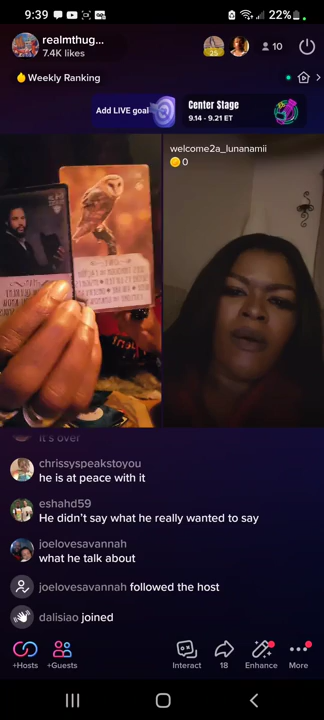 9:39
22%
realmthug...
7.4K likes
25
10
Weekly Ranking
Add LIVE goal
Center Stage
9.14 - 9.21 ET
welcome2a_lunanamii
0
it's over
chrissyspeakstoyou
he is at peace with it
eshahd59
He didn't say what he really wanted to say
joelovesavannah
what he talk about
joelovesavannah followed the host
dalisiao joined
+Hosts
+Guests
Interact
18
Enhance
More